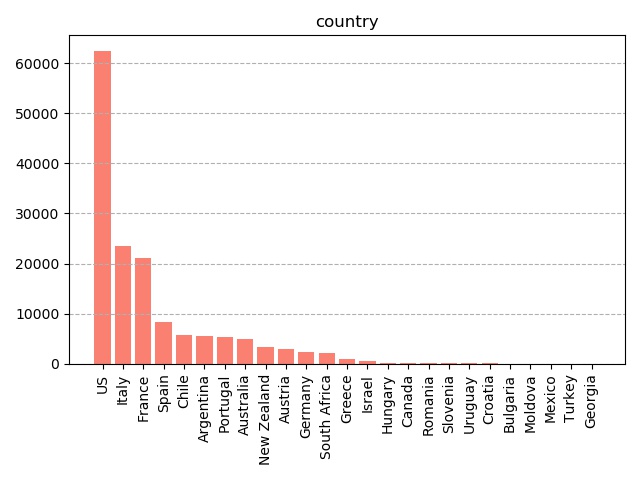 country
60000
50000
40000
30000
20000
10000
0
US
Italy
France
Spain
Chile
Argentina
Portugal
Australia
New Zealand
Austria
Germany
South Africa
Greece
Israel
Hungary
Canada
Romania
Slovenia
Uruguay
Croatia
Bulgaria
Moldova
Mexico
Turkey
Georgia